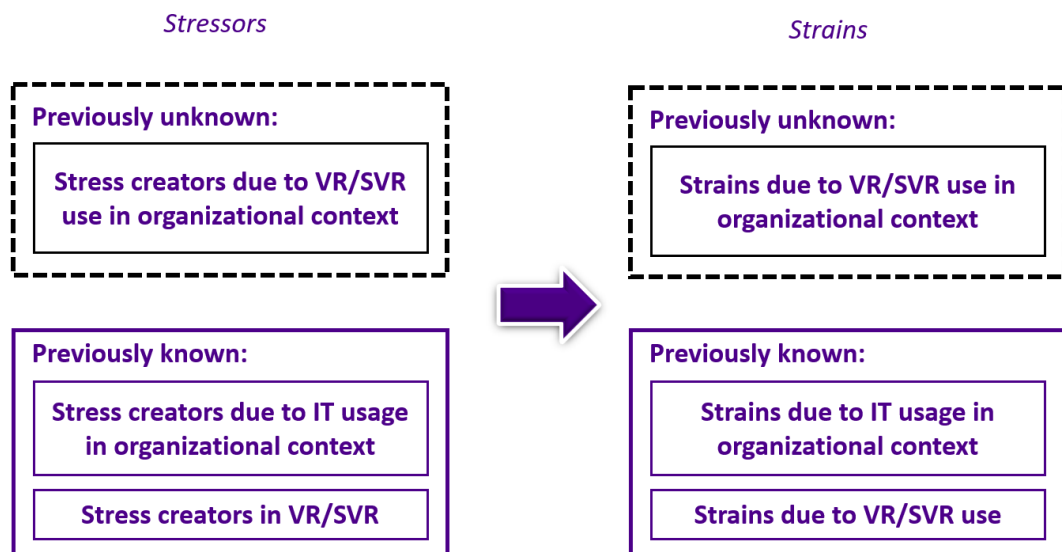 Stressors
Strains
Previously unknown:
Stress creators due to VR/SVR
use in organizational context
Previously unknown:
Strains due to VR/SVR use in
organizational context
Previously known:
Stress creators due to IT usage
in organizational context
Stress creators in VR/SVR
Previously known:
Strains due to IT usage in
organizational context
Strains due to VR/SVR use